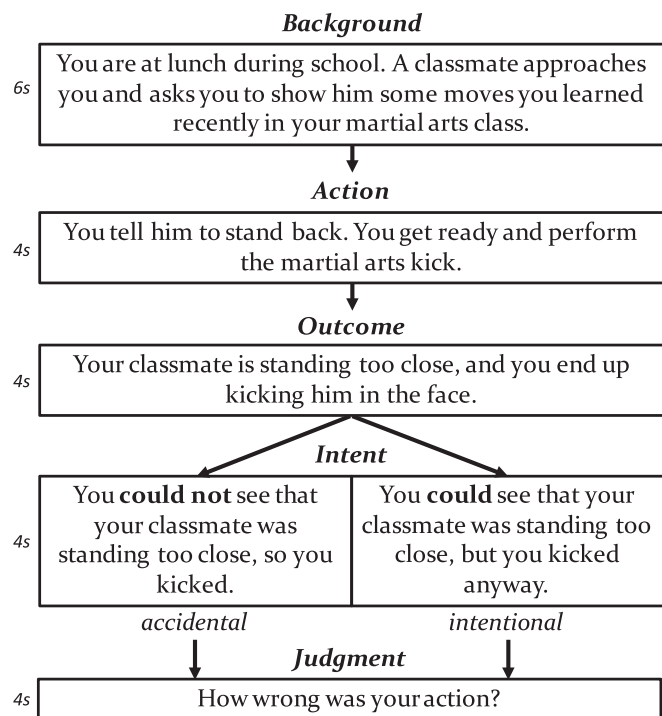 Background
6s
You are at lunch during school. A classmate approaches
you and asks you to show him some moves you learned
recently in your martial arts class.
Action
4s
You tell him to stand back. You get ready and perform
the martial arts kick.
Outcome
4s
Your classmate is standing too close, and you end up
kicking him in the face.
Intent
4s
You could not see that
your classmate was
standing too close, so you
kicked.
accidental
You could see that your
classmate was standing too
close, but you kicked
anyway.
intentional
Judgment
4s
How wrong was your action?